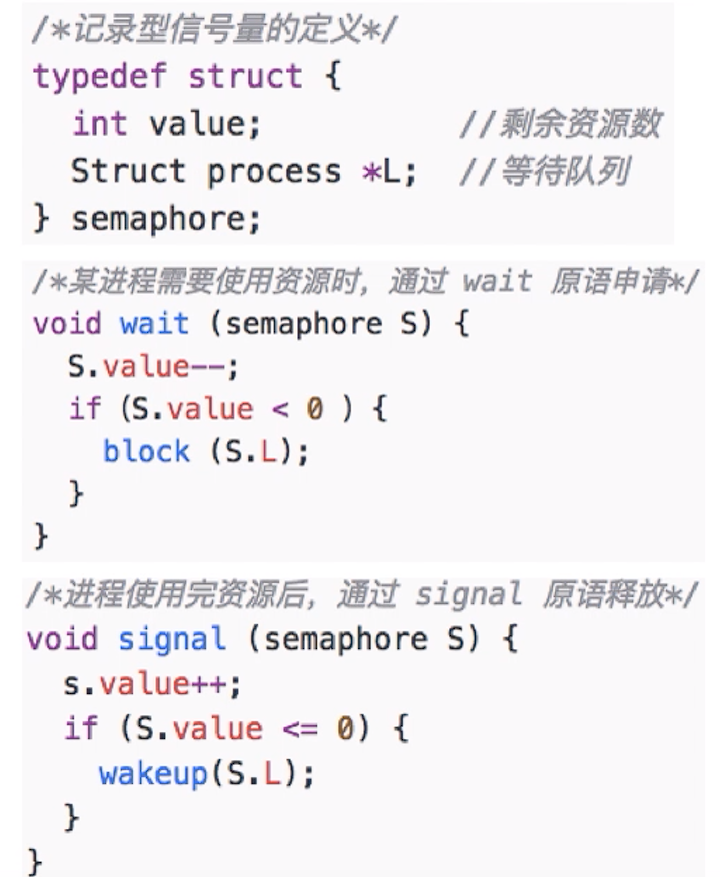 /*记录型信号量的定义*/
typedef struct {
int value; //剩余资源数
Struct process *L; //等待队列
} semaphore;
/*某进程需要使用资源时，通过 wait 原语申请*/
void wait (semaphore S) {
S.value--;
if (S.value < 0 ) {
block (S.L);
}
}
/*进程使用完资源后，通过 signal 原语释放*/
void signal (semaphore S) {
s.value++;
if (S.value <= 0) {
wakeup(S.L);
}
}